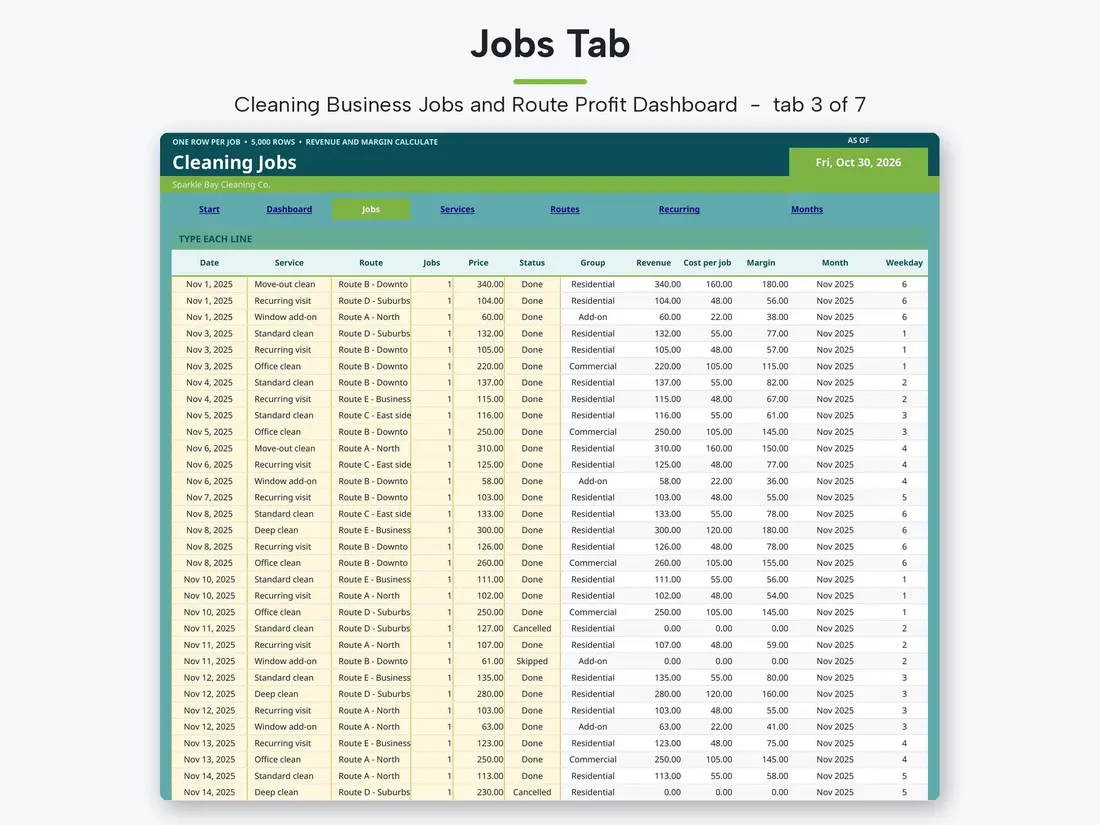 Jobs Tab
Cleaning Business Jobs and Route Profit Dashboard - tab 3 of 7
ONE ROW PER JOB • 5,000 ROWS • REVENUE AND MARGIN CALCULATE
AS OF
Cleaning Jobs
Fri, Oct 30, 2026
Sparkle Bay Cleaning Co.
Start Dashboard Jobs Services Routes Recurring Months
TYPE EACH LINE
Date Service Route Jobs Price Status Group Revenue Cost per job Margin Month Weekday
Nov 1, 2025 Move-out clean Route B - Downto 1 340.00 Done Residential 340.00 160.00 180.00 Nov 2025 6
Nov 1, 2025 Recurring visit Route D - Suburbs 1 104.00 Done Residential 104.00 48.00 56.00 Nov 2025 6
Nov 1, 2025 Window add-on Route A - North 1 60.00 Done Add-on 60.00 22.00 38.00 Nov 2025 6
Nov 3, 2025 Standard clean Route D - Suburbs 1 132.00 Done Residential 132.00 55.00 77.00 Nov 2025 1
Nov 3, 2025 Recurring visit Route B - Downto 1 105.00 Done Residential 105.00 48.00 57.00 Nov 2025 1
Nov 3, 2025 Office clean Route B - Downto 1 220.00 Done Commercial 220.00 105.00 115.00 Nov 2025 1
Nov 4, 2025 Standard clean Route B - Downto 1 137.00 Done Residential 137.00 55.00 82.00 Nov 2025 2
Nov 4, 2025 Recurring visit Route E - Business 1 115.00 Done Residential 115.00 48.00 67.00 Nov 2025 2
Nov 5, 2025 Standard clean Route C - East side 1 116.00 Done Residential 116.00 55.00 61.00 Nov 2025 3
Nov 5, 2025 Office clean Route B - Downto 1 250.00 Done Commercial 250.00 105.00 145.00 Nov 2025 3
Nov 6, 2025 Move-out clean Route A - North 1 310.00 Done Residential 310.00 160.00 150.00 Nov 2025 4
Nov 6, 2025 Recurring visit Route C - East side 1 125.00 Done Residential 125.00 48.00 77.00 Nov 2025 4
Nov 6, 2025 Window add-on Route B - Downto 1 58.00 Done Add-on 58.00 22.00 36.00 Nov 2025 4
Nov 7, 2025 Recurring visit Route B - Downto 1 103.00 Done Residential 103.00 48.00 55.00 Nov 2025 5
Nov 8, 2025 Standard clean Route C - East side 1 133.00 Done Residential 133.00 55.00 78.00 Nov 2025 6
Nov 8, 2025 Deep clean Route E - Business 1 300.00 Done Residential 300.00 120.00 180.00 Nov 2025 6
Nov 8, 2025 Recurring visit Route B - Downto 1 126.00 Done Residential 126.00 48.00 78.00 Nov 2025 6
Nov 8, 2025 Office clean Route B - Downto 1 260.00 Done Commercial 260.00 105.00 155.00 Nov 2025 6
Nov 10, 2025 Standard clean Route E - Business 1 111.00 Done Residential 111.00 55.00 56.00 Nov 2025 1
Nov 10, 2025 Recurring visit Route A - North 1 102.00 Done Residential 102.00 48.00 54.00 Nov 2025 1
Nov 10, 2025 Office clean Route D - Suburbs 1 250.00 Done Commercial 250.00 105.00 145.00 Nov 2025 1
Nov 11, 2025 Standard clean Route D - Suburbs 1 127.00 Cancelled Residential 0.00 0.00 0.00 Nov 2025 2
Nov 11, 2025 Recurring visit Route A - North 1 107.00 Done Residential 107.00 48.00 59.00 Nov 2025 2
Nov 11, 2025 Window add-on Route B - Downto 1 61.00 Skipped Add-on 0.00 0.00 0.00 Nov 2025 2
Nov 12, 2025 Standard clean Route E - Business 1 135.00 Done Residential 135.00 55.00 80.00 Nov 2025 3
Nov 12, 2025 Deep clean Route D - Suburbs 1 280.00 Done Residential 280.00 120.00 160.00 Nov 2025 3
Nov 12, 2025 Recurring visit Route A - North 1 103.00 Done Residential 103.00 48.00 55.00 Nov 2025 3
Nov 12, 2025 Window add-on Route A - North 1 63.00 Done Add-on 63.00 22.00 41.00 Nov 2025 3
Nov 13, 2025 Recurring visit Route E - Business 1 123.00 Done Residential 123.00 48.00 75.00 Nov 2025 4
Nov 13, 2025 Office clean Route A - North 1 250.00 Done Commercial 250.00 105.00 145.00 Nov 2025 4
Nov 14, 2025 Standard clean Route A - North 1 113.00 Done Residential 113.00 55.00 58.00 Nov 2025 5
Nov 14, 2025 Deep clean Route D - Suburbs 1 230.00 Cancelled Residential 0.00 0.00 0.00 Nov 2025 5